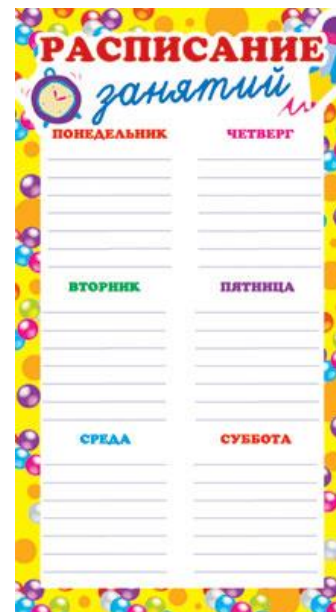 РАСПИСАНИЕ
занятий
ПОНЕДЕЛЬНИК
ЧЕТВЕРГ
ВТОРНИК
ПЯТНИЦА
СРЕДА
СУББОТА